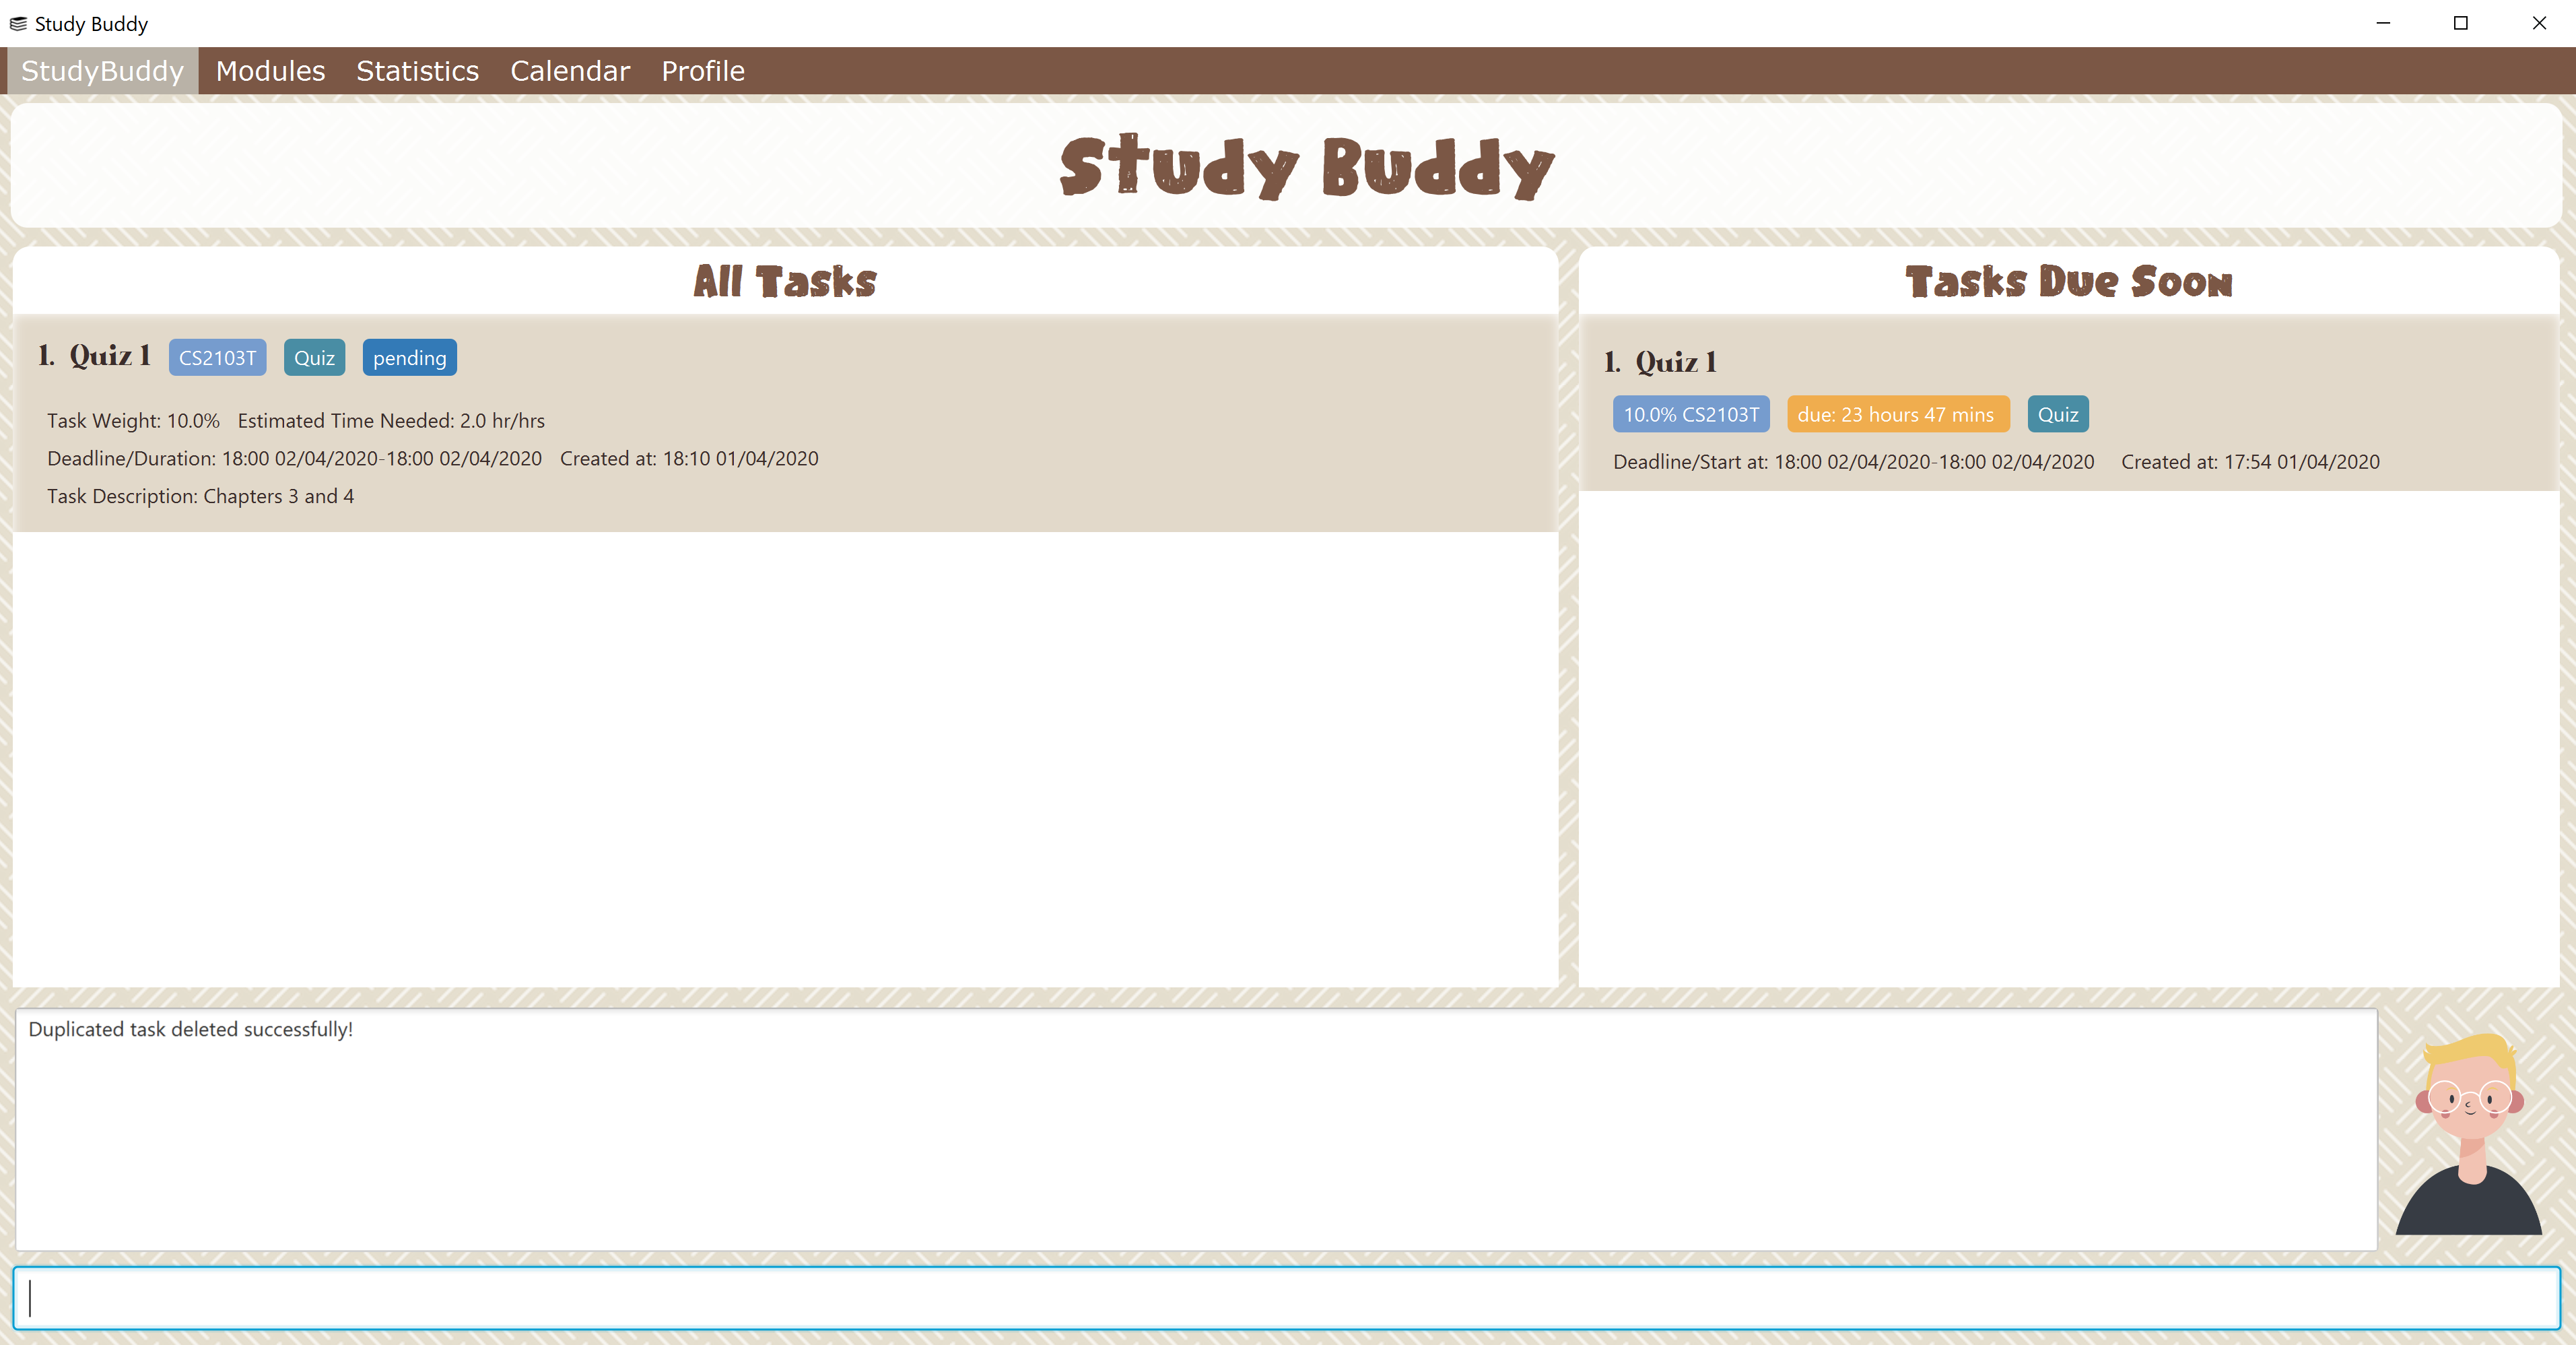 Study Buddy
StudyBuddy Modules Statistics Calendar Profile
Study Buddy
All Tasks
1. Quiz 1 CS2103T Quiz pending
Task Weight: 10.0% Estimated Time Needed: 2.0 hr/hrs
Deadline/Duration: 18:00 02/04/2020-18:00 02/04/2020 Created at: 18:10 01/04/2020
Task Description: Chapters 3 and 4
Tasks Due Soon
1. Quiz 1
10.0% CS2103T due: 23 hours 47 mins Quiz
Deadline/Start at: 18:00 02/04/2020-18:00 02/04/2020 Created at: 17:54 01/04/2020
Duplicated task deleted successfully!